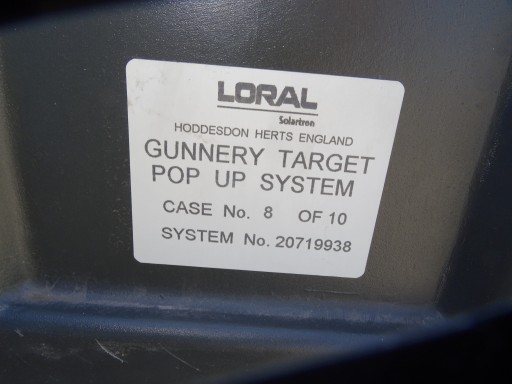 LORAL
Solartron
HODDESDON HERTS ENGLAND
GUNNERY TARGET
POP UP SYSTEM
CASE No. 8 OF 10
SYSTEM No. 20719938